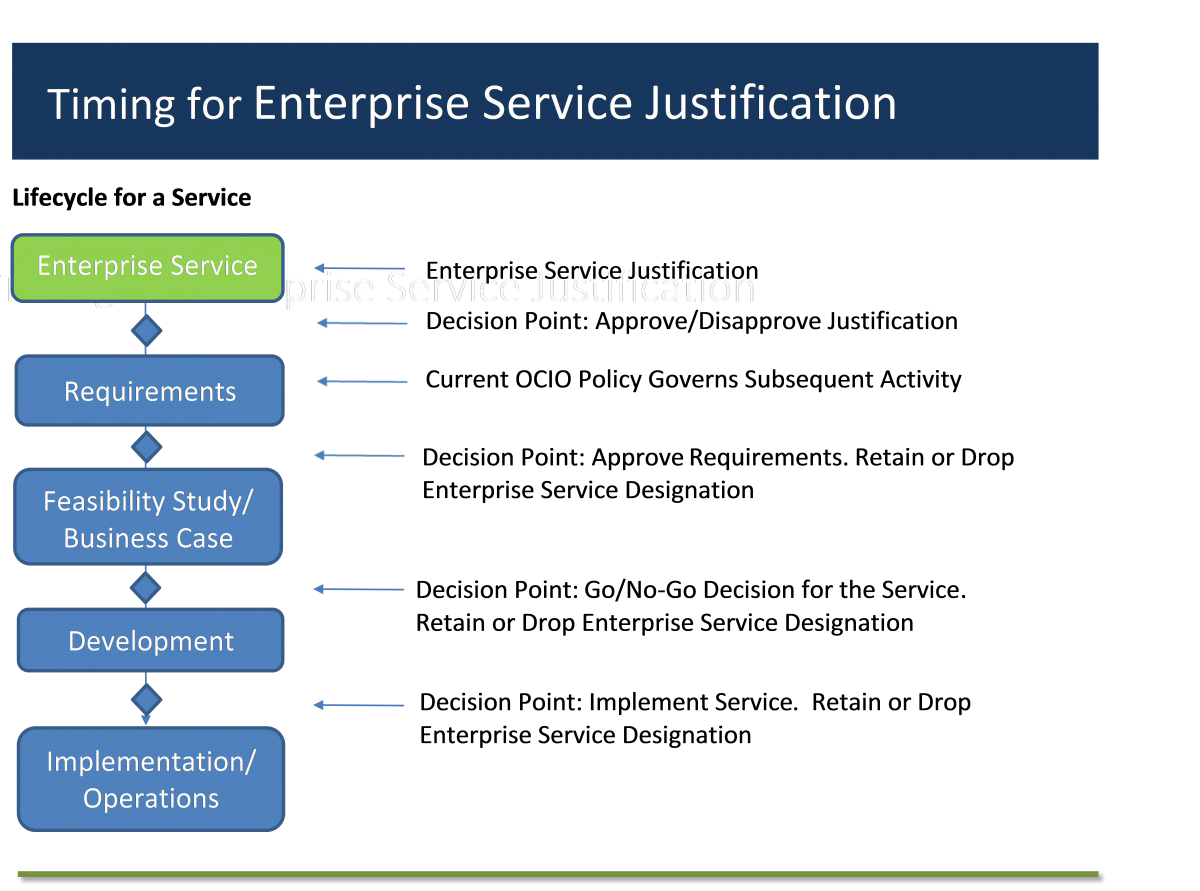 Timing for Enterprise Service Justification
Lifecycle for a Service
Enterprise Service
Enterprise Service Justification
Decision Point: Approve/Disapprove Justification
Requirements
Current OCIO Policy Governs Subsequent Activity
Decision Point: Approve Requirements. Retain or Drop
Enterprise Service Designation
Feasibility Study/
Business Case
Decision Point: Go/No-Go Decision for the Service.
Retain or Drop Enterprise Service Designation
Development
Decision Point: Implement Service.  Retain or Drop
Enterprise Service Designation
Implementation/
Operations